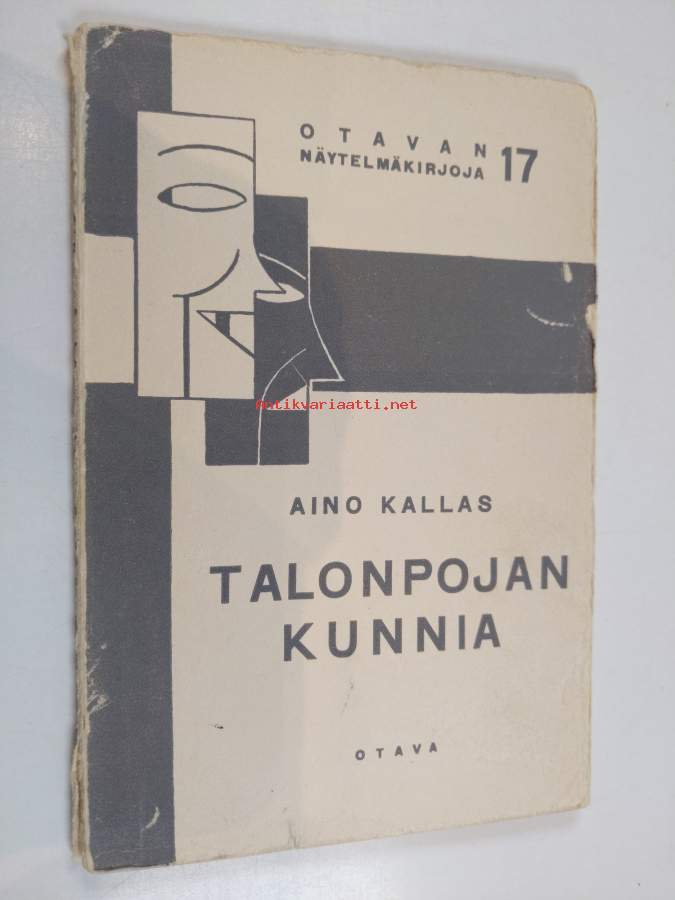 OTAVAN
NÄYTELMÄKIRJOJA 17
Antikvariaatti.net
AINO KALLAS
TALONPOJAN
KUNNIA
OTAVA